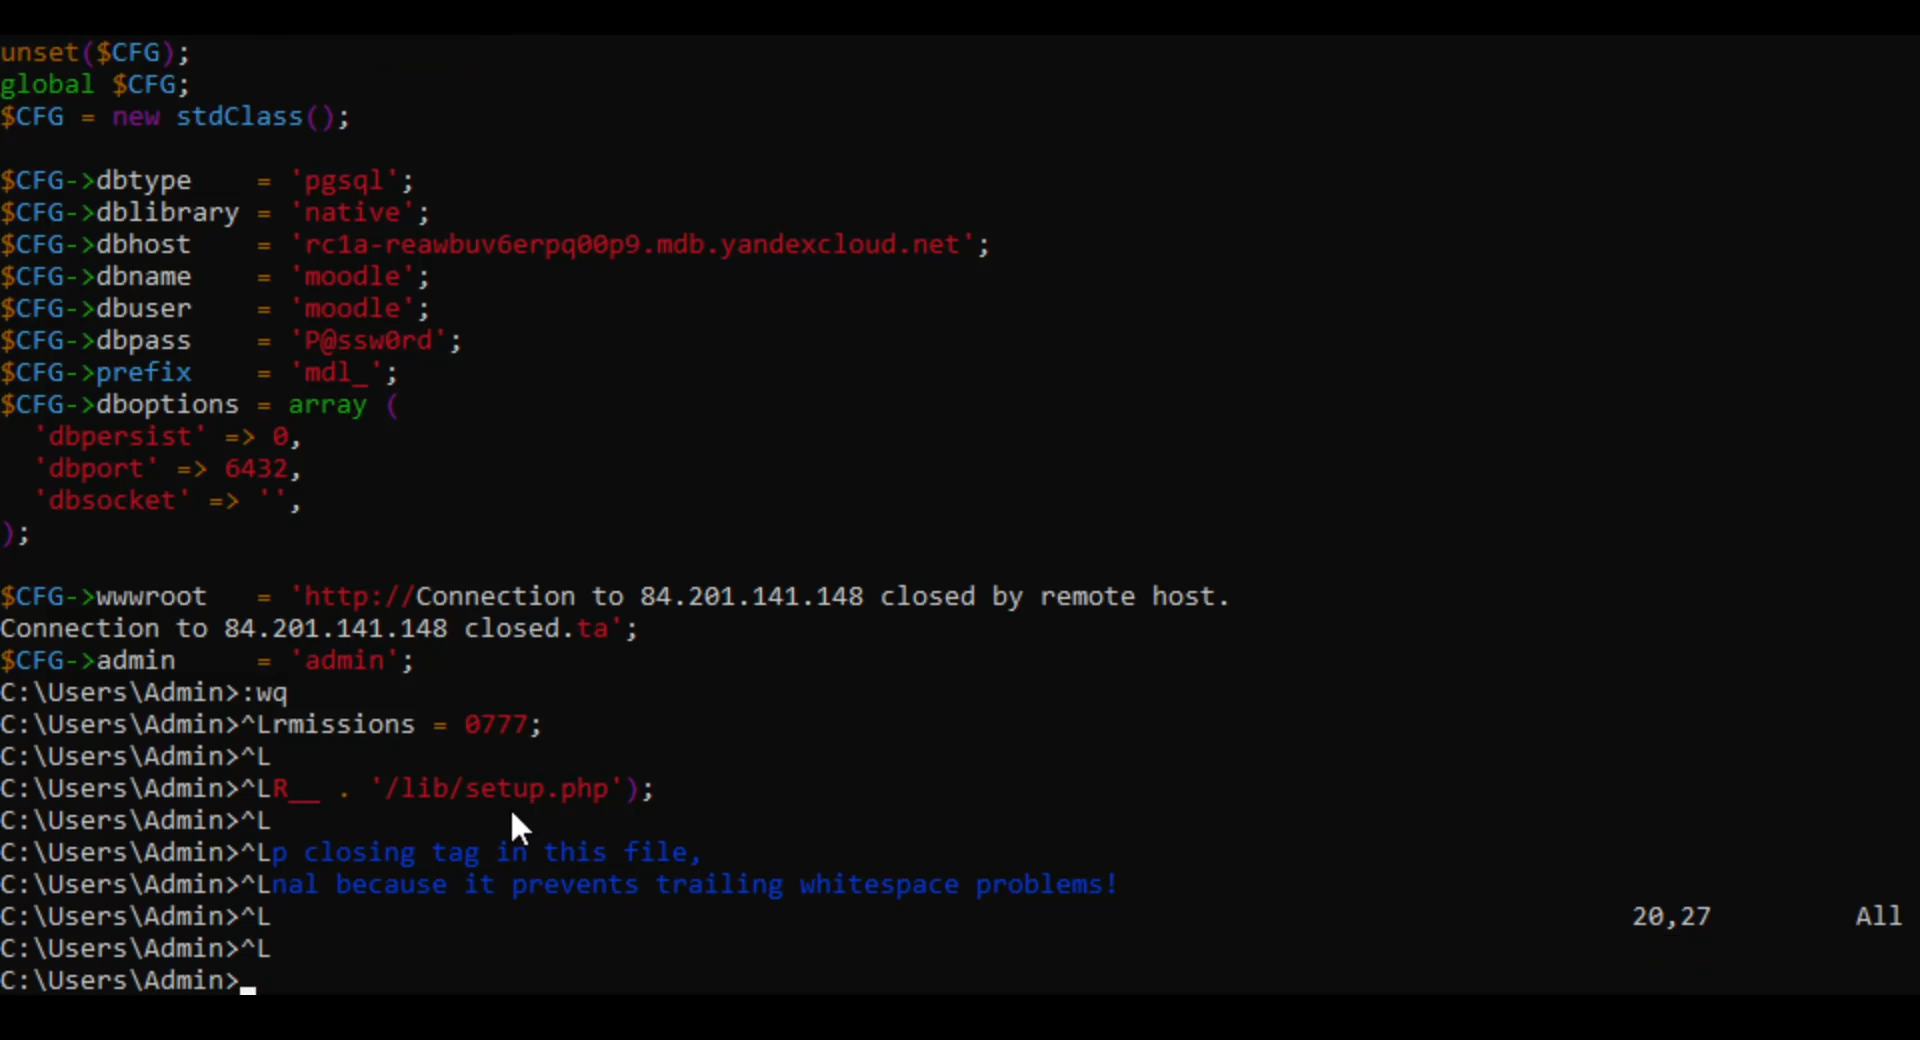 unset($CFG);
global $CFG;
$CFG = new stdClass();
$CFG->dbtype    = 'pgsql';
$CFG->dblibrary = 'native';
$CFG->dbhost    = 'rc1a-reawbuv6erpq00p9.mdb.yandexcloud.net';
$CFG->dbname    = 'moodle';
$CFG->dbuser    = 'moodle';
$CFG->dbpass    = 'P@ssw0rd';
$CFG->prefix    = 'mdl_';
$CFG->dboptions = array (
  'dbpersist' => 0,
  'dbport' => 6432,
  'dbsocket' => '',
);
$CFG->wwwroot   = 'http://Connection to 84.201.141.148 closed by remote host.
Connection to 84.201.141.148 closed.ta';
$CFG->admin     = 'admin';
C:\Users\Admin>:wq
C:\Users\Admin>^Lrmissions = 0777;
C:\Users\Admin>^L
C:\Users\Admin>^LR__ . '/lib/setup.php');
C:\Users\Admin>^L
C:\Users\Admin>^Lp closing tag in this file,
C:\Users\Admin>^Lnal because it prevents trailing whitespace problems!
C:\Users\Admin>^L 20,27 All
C:\Users\Admin>^L
C:\Users\Admin>